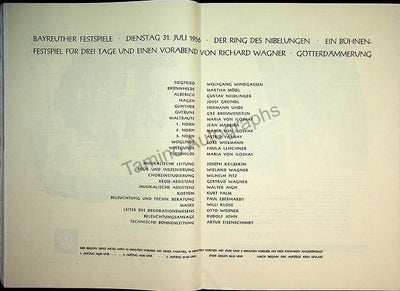 BAYREUTHER FESTSPIELE · DIENSTAG 31. JULI 1956 · DER RING DES NIBELUNGEN · EIN BÜHNEN-
FESTSPIEL FÜR DREI TAGE UND EINEN VORABEND VON RICHARD WAGNER · GÖTTERDÄMMERUNG
SIEGFRIED WOLFGANG WINDGASSEN
BRÜNNHILDE MARTHA MÖDL
ALBERICH GUSTAV NEIDLINGER
HAGEN JOSEF GREINDL
GUNTHER HERMANN UHDE
GUTRUNE GRE BROUWENSTIJN
WALTRAUTE MARIA VON ILOSVAY
1. NORN JEAN
2. NORN MARIA VON ILOSVAY
3. NORN ASTRID VARNAY
WOGLINDE LORE WISSMANN
PAULA LENCHNER
MARIA VON ILOSVAY
MUSIKALISCHE LEITUNG JOSEPH KEILBERTH
REGIE UND INSZENIERUNG WIELAND WAGNER
CHOREINSTUDIERUNG WILHELM PITZ
REGIE-ASSISTENZ GERTRUD WAGNER
MUSIKALISCHE ASSISTENZ WALTER AIGN
KOSTÜM KURT PALM
BELEUCHTUNG UND TECHN. BERATUNG PAUL EBERHARDT
MASKE WILLI KLOSE
LEITER DES DEKORATIONSWESENS OTTO WISSNER
BELEUCHTUNGSANSAGE RUDOLF JOHN
TECHNISCHE BÜHNENLEITUNG ARTUR EISENSCHMIDT
Tamino Autographs